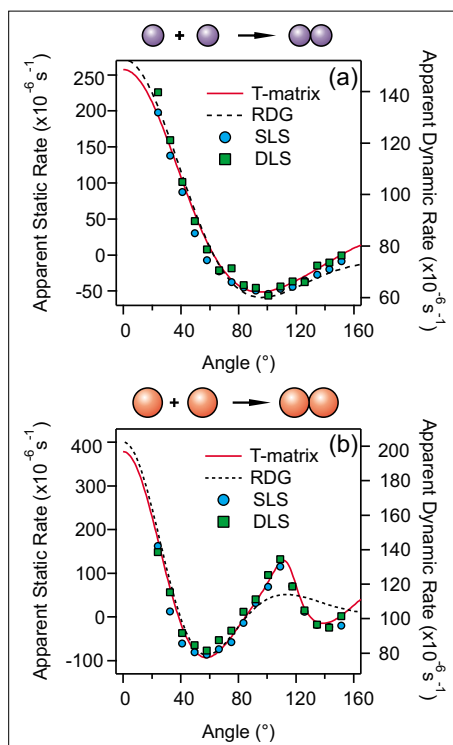 +
(a)
T-matrix
RDG
SLS
DLS
250
200
150
100
50
0
-50
Apparent Static Rate (x10⁻⁶ s⁻¹)
140
120
100
80
60
Apparent Dynamic Rate (x10⁻⁶ s⁻¹)
0 40 80 120 160
Angle (°)
+
(b)
T-matrix
RDG
SLS
DLS
400
300
200
100
0
-100
Apparent Static Rate (x10⁻⁶ s⁻¹)
200
180
160
140
120
100
80
Apparent Dynamic Rate (x10⁻⁶ s⁻¹)
0 40 80 120 160
Angle (°)